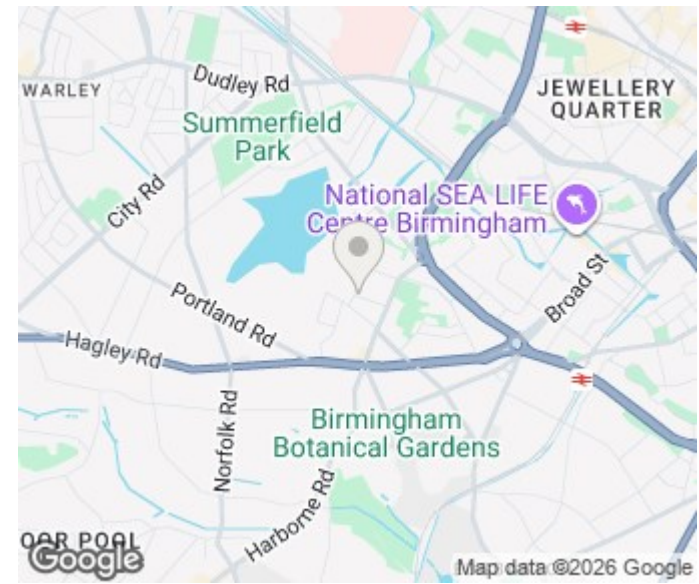 WARLEY
Dudley Rd
JEWELLERY
QUARTER
Summerfield
Park
City Rd
National SEA LIFE
Centre Birmingham
Broad St
Portland Rd
Hagley Rd
Norfolk Rd
Birmingham
Botanical Gardens
Harborne Rd
OOR POOL
Google
Map data ©2026 Google